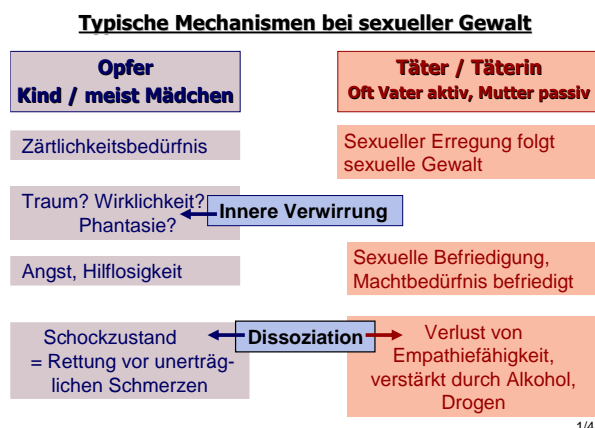 Typische Mechanismen bei sexueller Gewalt
Opfer
Kind / meist Mädchen
Täter / Täterin
Oft Vater aktiv, Mutter passiv
Zärtlichkeitsbedürfnis
Sexueller Erregung folgt
sexuelle Gewalt
Traum? Wirklichkeit?
Phantasie?
Innere Verwirrung
Angst, Hilflosigkeit
Sexuelle Befriedigung,
Machtbedürfnis befriedigt
Schockzustand
= Rettung vor unerträg-
lichen Schmerzen
Dissoziation
Verlust von
Empathiefähigkeit,
verstärkt durch Alkohol,
Drogen
1/4